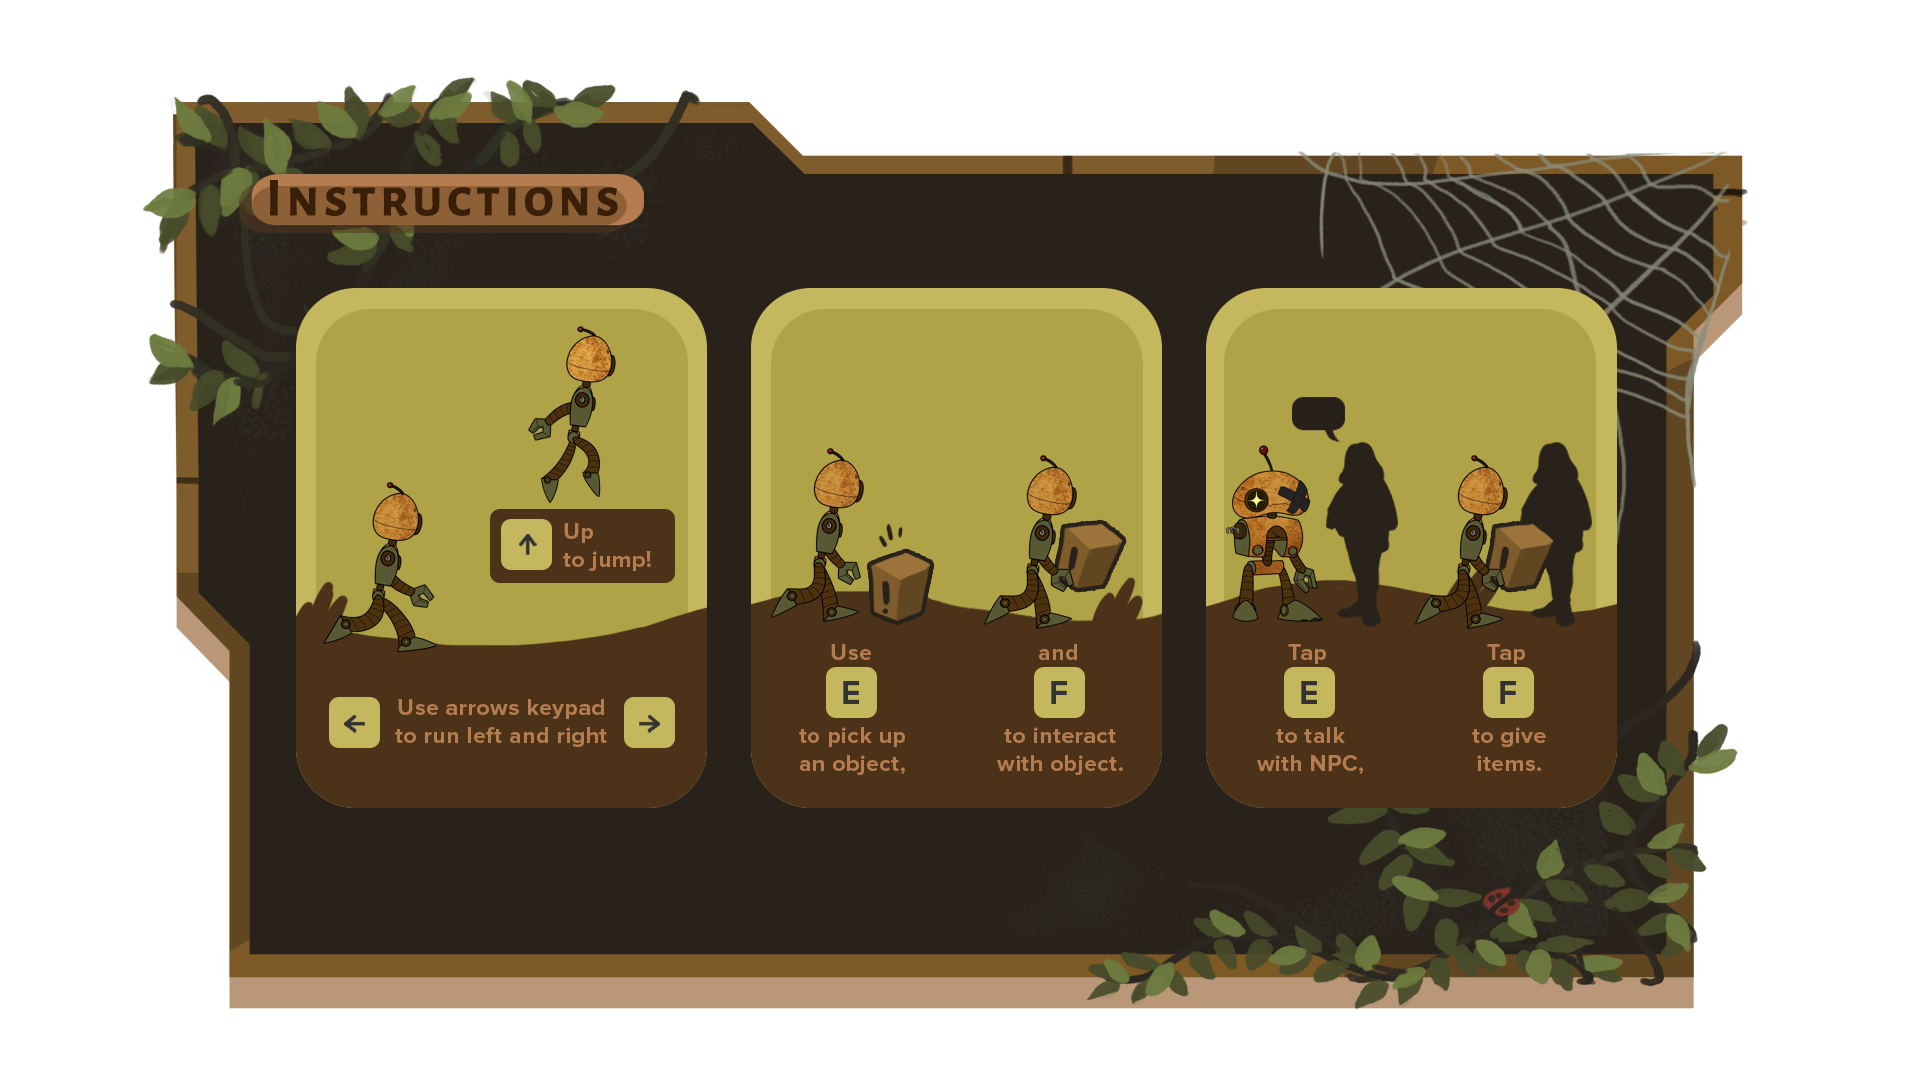 INSTRUCTIONS
↑
Up
to jump!
←
Use arrows keypad
to run left and right
→
Use
E
to pick up
an object,
and
F
to interact
with object.
Tap
E
to talk
with NPC,
Tap
F
to give
items.